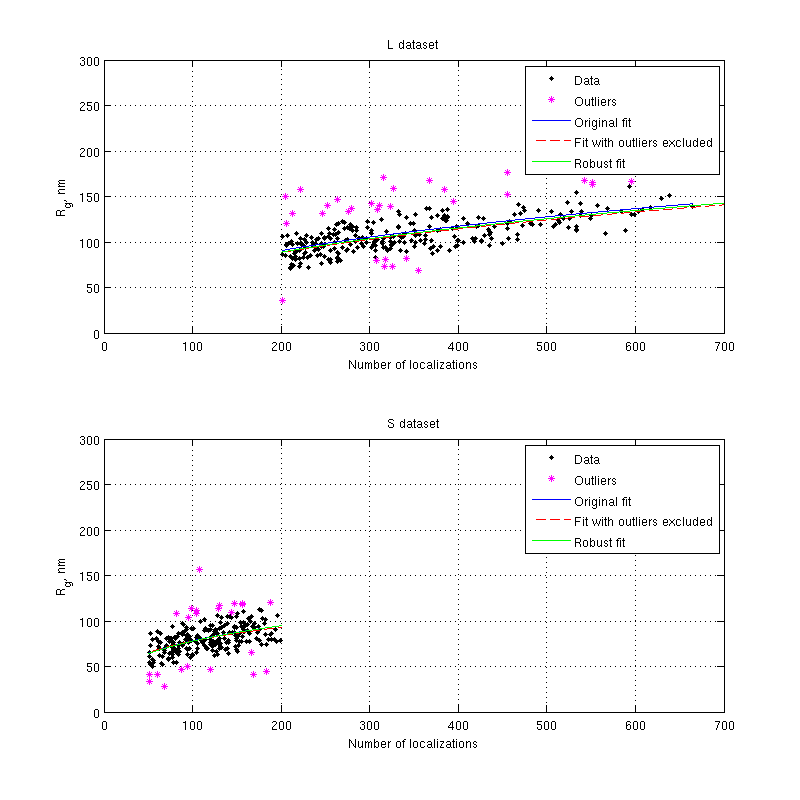 L dataset
300
250
200
150
100
50
0
Rg, nm
Data
Outliers
Original fit
Fit with outliers excluded
Robust fit
0 100 200 300 400 500 600 700
Number of localizations
S dataset
300
250
200
150
100
50
0
Rg, nm
Data
Outliers
Original fit
Fit with outliers excluded
Robust fit
0 100 200 300 400 500 600 700
Number of localizations